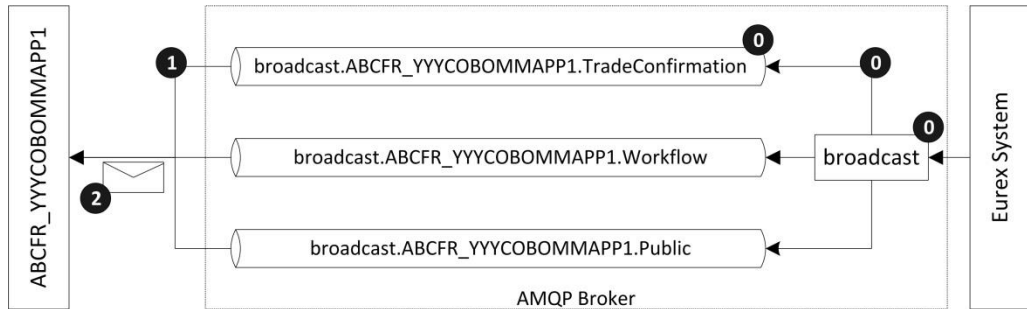 ABCFR_YYYCOBOMMAPP1
1
2
broadcast.ABCFR_YYYCOBOMMAPP1.TradeConfirmation
0
0
broadcast.ABCFR_YYYCOBOMMAPP1.Workflow
broadcast
0
broadcast.ABCFR_YYYCOBOMMAPP1.Public
AMQP Broker
Eurex System